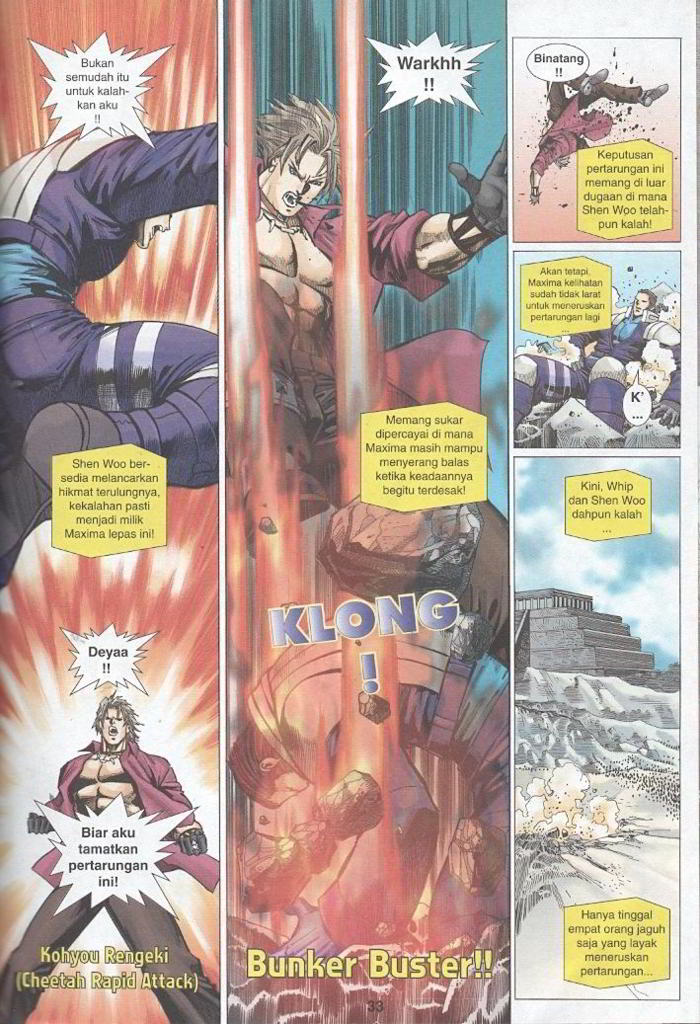 Bukan
semudah itu
untuk kalah-
kan aku
!!
Shen Woo ber-
sedia melancarkan
hikmat terulungnya,
kekalahan pasti
menjadi milik
Maxima lepas ini!
Deyaa
!!
Biar aku
tamatkan
pertarungan
ini!
Kohyou Rengeki
(Cheetah Rapid Attack)
Warkhh
!!
Memang sukar
dipercayai di mana
Maxima masih mampu
menyerang balas
ketika keadaannya
begitu terdesak!
KLONG
!
Bunker Buster!!
33
Binatang
!!
Keputusan
pertarungan ini
memang di luar
dugaan di mana
Shen Woo telah-
pun kalah!
Akan tetapi,
Maxima kelihatan
sudah tidak larat
untuk meneruskan
pertarungan lagi
...
K'
...
Kini, Whip
dan Shen Woo
dahpun kalah
...
Hanya tinggal
empat orang jaguh
saja yang layak
meneruskan
pertarungan...